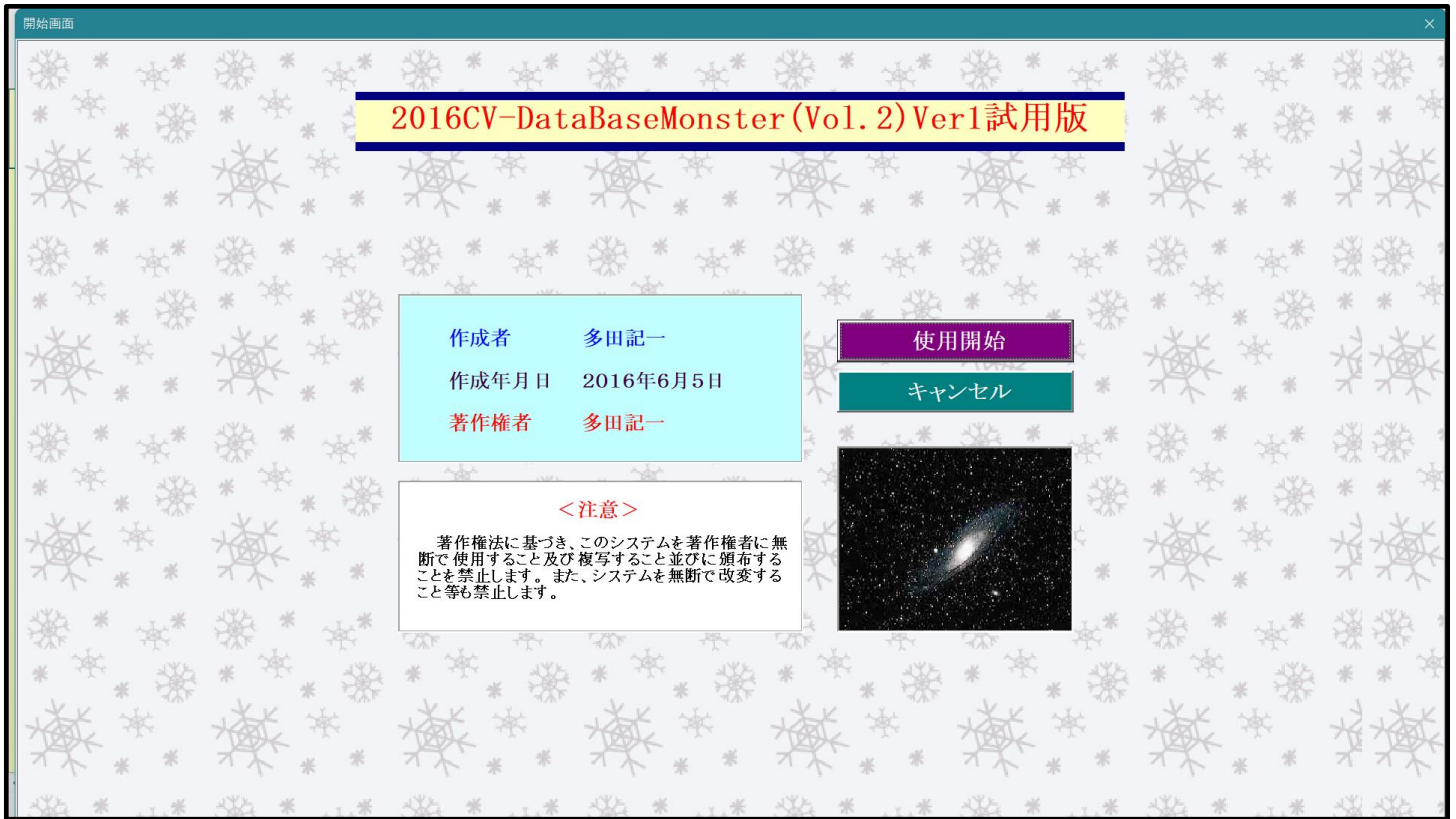 開始画面
2016CV-DataBaseMonster(Vol.2)Ver1試用版
作成者 多田記一
作成年月日 2016年6月5日
著作権者 多田記一
使用開始
キャンセル
<注意>
著作権法に基づき、このシステムを著作権者に無
断で使用すること及び複写すること並びに頒布する
ことを禁止します。また、システムを無断で改変する
こと等も禁止します。